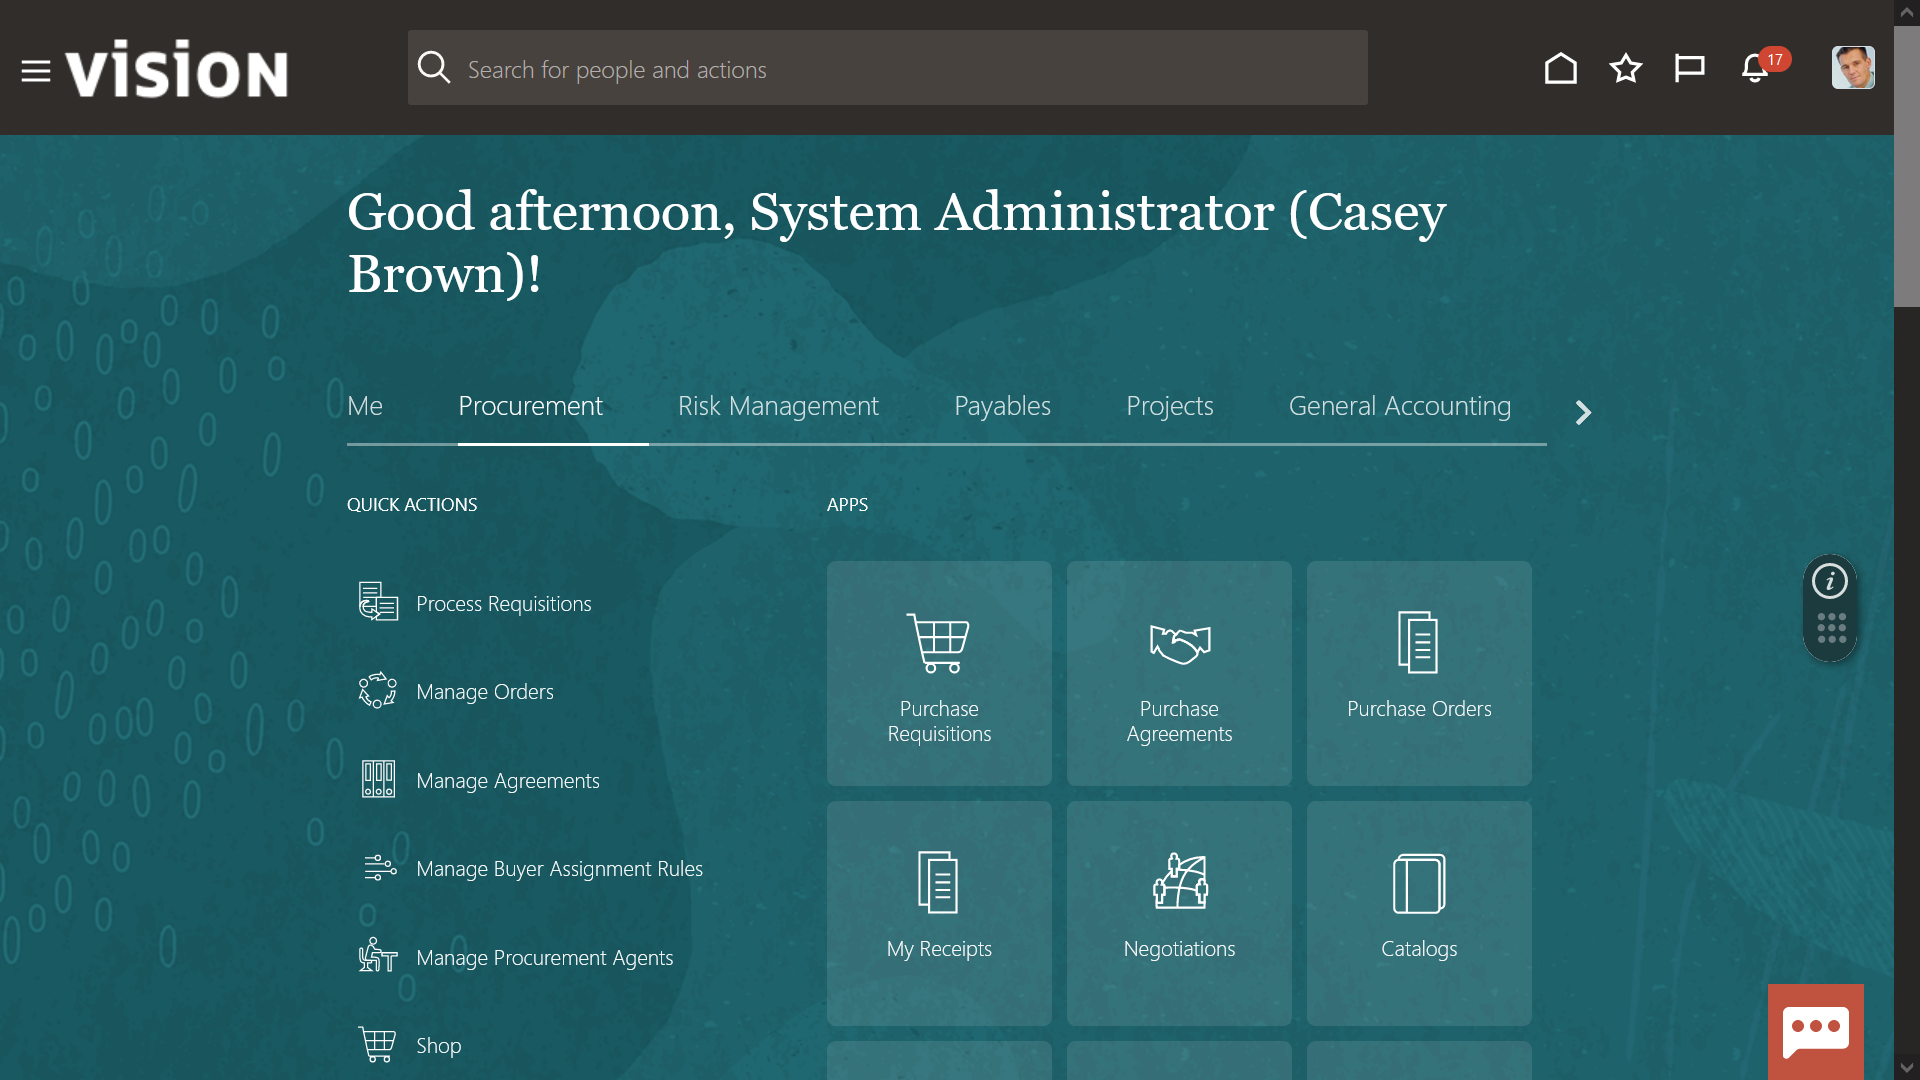 vision
Search for people and actions
17
Good afternoon, System Administrator (Casey
Brown)!
Me
Procurement
Risk Management
Payables
Projects
General Accounting
QUICK ACTIONS
Process Requisitions
Manage Orders
Manage Agreements
Manage Buyer Assignment Rules
Manage Procurement Agents
Shop
APPS
Purchase
Requisitions
Purchase
Agreements
Purchase Orders
My Receipts
Negotiations
Catalogs